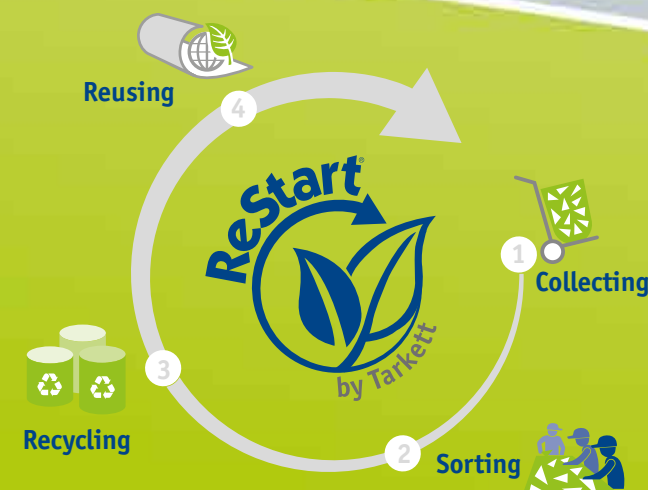 Reusing
4
ReStart®
1
Collecting
by Tarkett
3
Recycling
2
Sorting